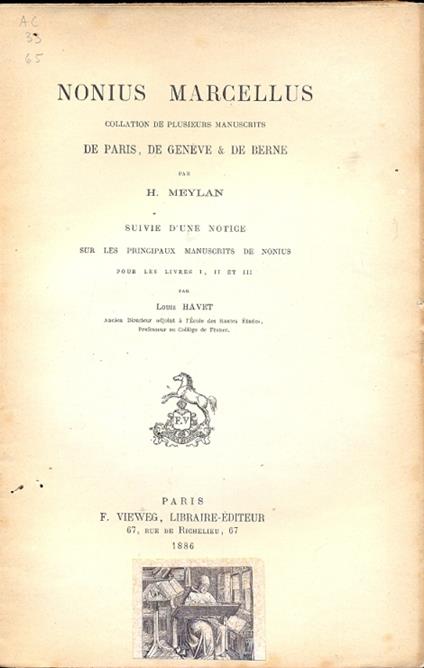 A C
33
65
NONIUS MARCELLUS
COLLATION DE PLUSIEURS MANUSCRITS
DE PARIS, DE GENÈVE & DE BERNE
PAR
H. MEYLAN
SUIVIE D'UNE NOTICE
SUR LES PRINCIPAUX MANUSCRITS DE NONIUS
POUR LES LIVRES I, II ET III
PAR
LOUIS HAVET
Ancien Directeur adjoint à l'École des Hautes Études,
Professeur au Collège de France.
F.V
PARIS
F. VIEWEG, LIBRAIRE-ÉDITEUR
67, RUE DE RICHELIEU, 67
1886